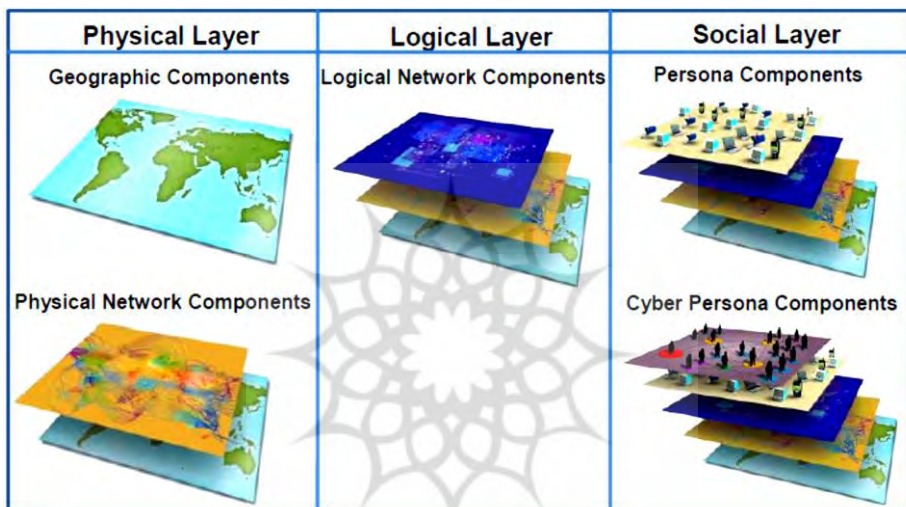 Physical Layer
Logical Layer
Social Layer
Geographic Components
Logical Network Components
Persona Components
Physical Network Components
Cyber Persona Components